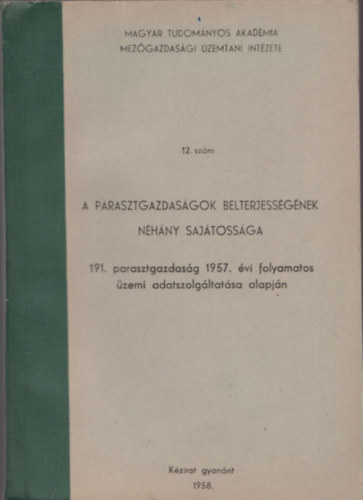 MAGYAR TUDOMÁNYOS AKADÉMIA
MEZŐGAZDASÁGI ÜZEMTANI INTÉZETE
12. szám
A PARASZTGAZDASÁGOK BELTERJESSÉGÉNEK
NÉHÁNY SAJÁTOSSÁGA
191. parasztgazdaság 1957. évi folyamatos
üzemi adatszolgáltatása alapján
Kézirat gyanánt
1958.